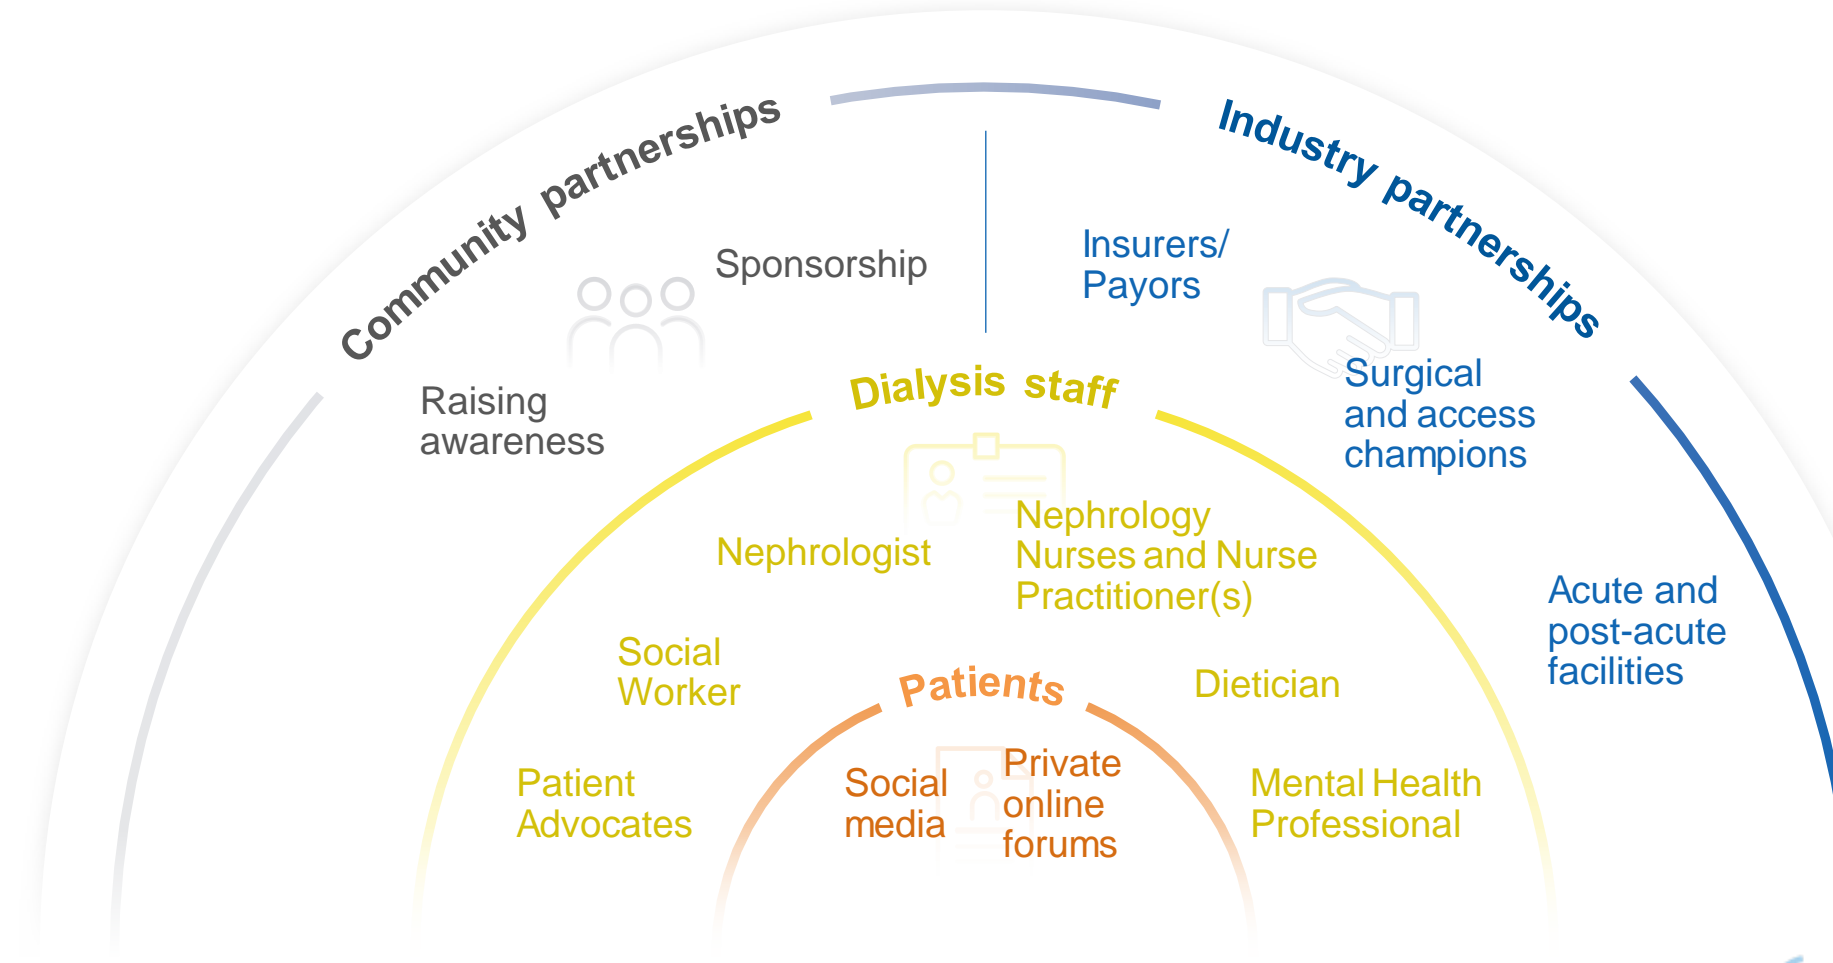 Community partnerships
Industry partnerships
Sponsorship
Raising
awareness
Insurers/
Payors
Surgical
and access
champions
Acute and
post-acute
facilities
Dialysis staff
Nephrologist
Nephrology
Nurses and Nurse
Practitioner(s)
Social
Worker
Dietician
Patient
Advocates
Mental Health
Professional
Patients
Social
media
Private
online
forums